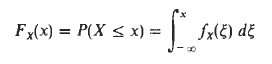 F_X(x) = P(X ≤ x) = ∫_{-∞}^{x} f_X(ξ) dξ